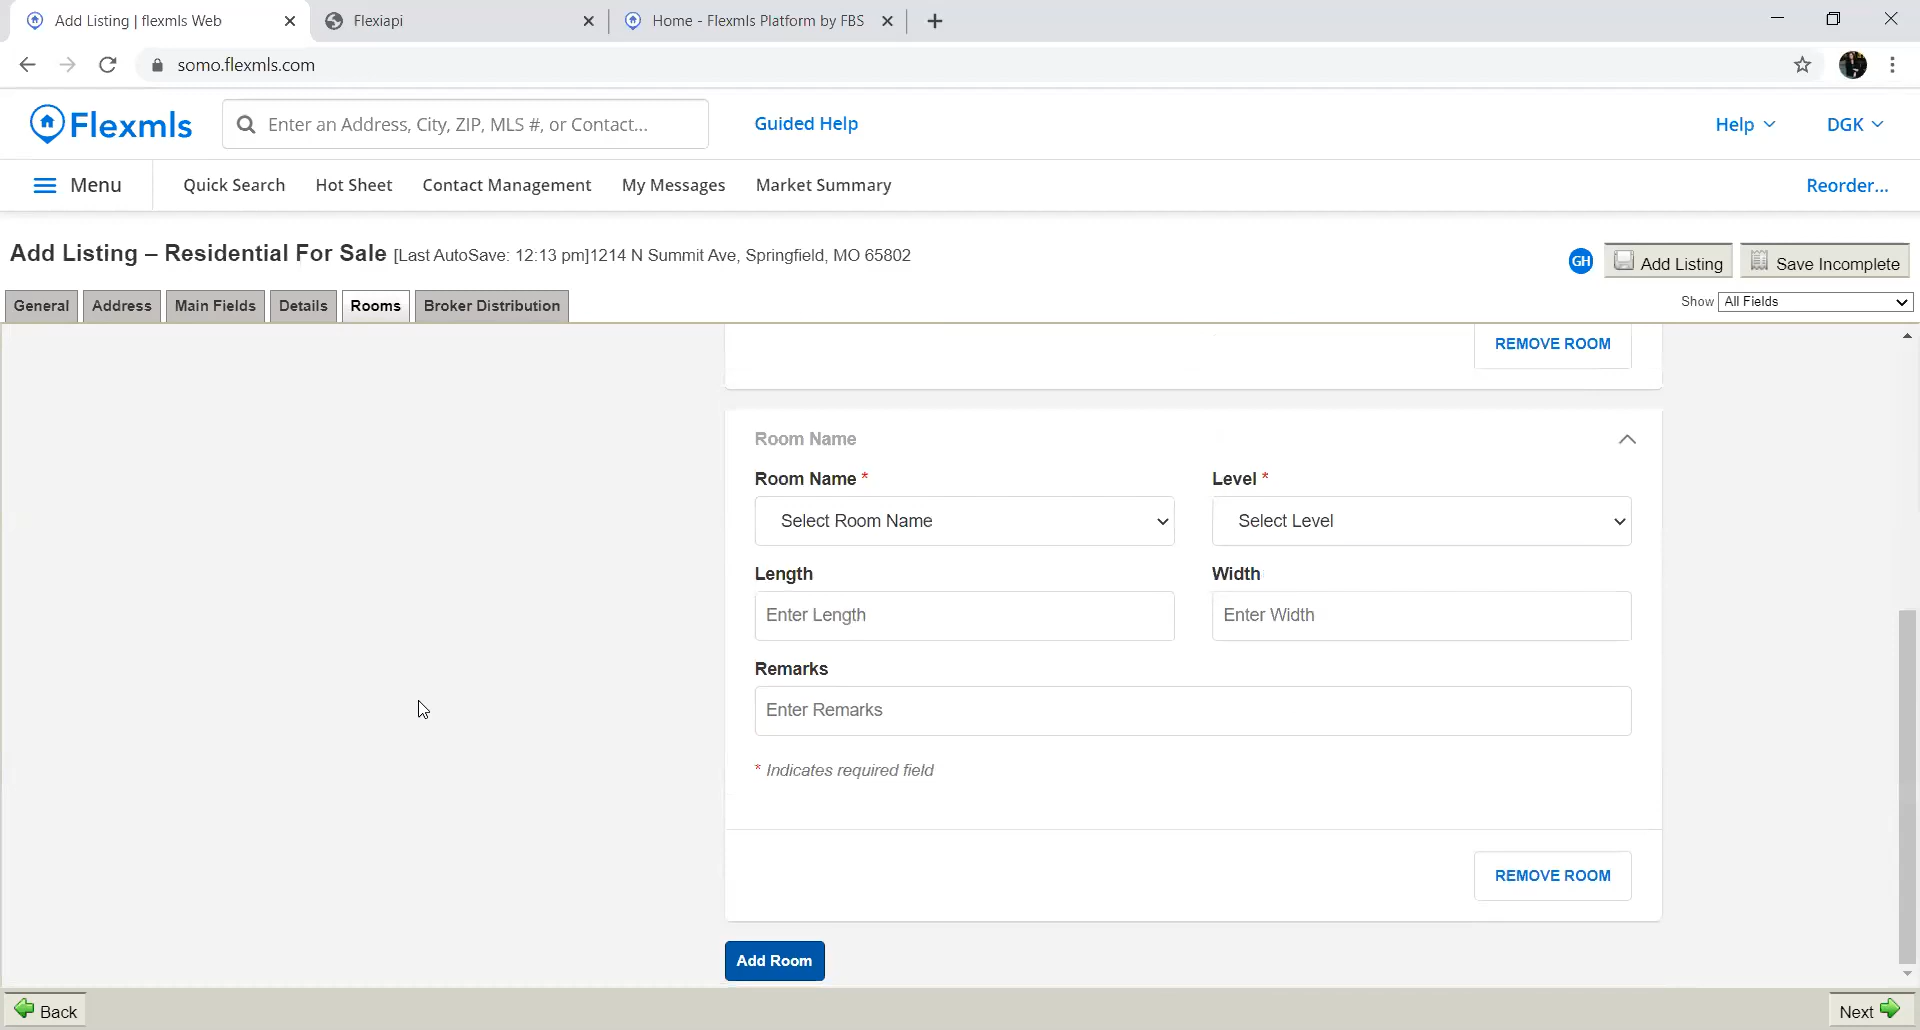 Add Listing | flexmls Web
Flexiapi
Home - Flexmls Platform by FBS
somo.flexmls.com
Flexmls
Enter an Address, City, ZIP, MLS #, or Contact...
Guided Help
Help
DGK
Menu
Quick Search
Hot Sheet
Contact Management
My Messages
Market Summary
Reorder...
Add Listing – Residential For Sale [Last AutoSave: 12:13 pm]1214 N Summit Ave, Springfield, MO 65802
GH
Add Listing
Save Incomplete
General
Address
Main Fields
Details
Rooms
Broker Distribution
Show All Fields
REMOVE ROOM
Room Name
Room Name *
Level *
Select Room Name
Select Level
Length
Width
Enter Length
Enter Width
Remarks
Enter Remarks
* Indicates required field
REMOVE ROOM
Add Room
Back
Next